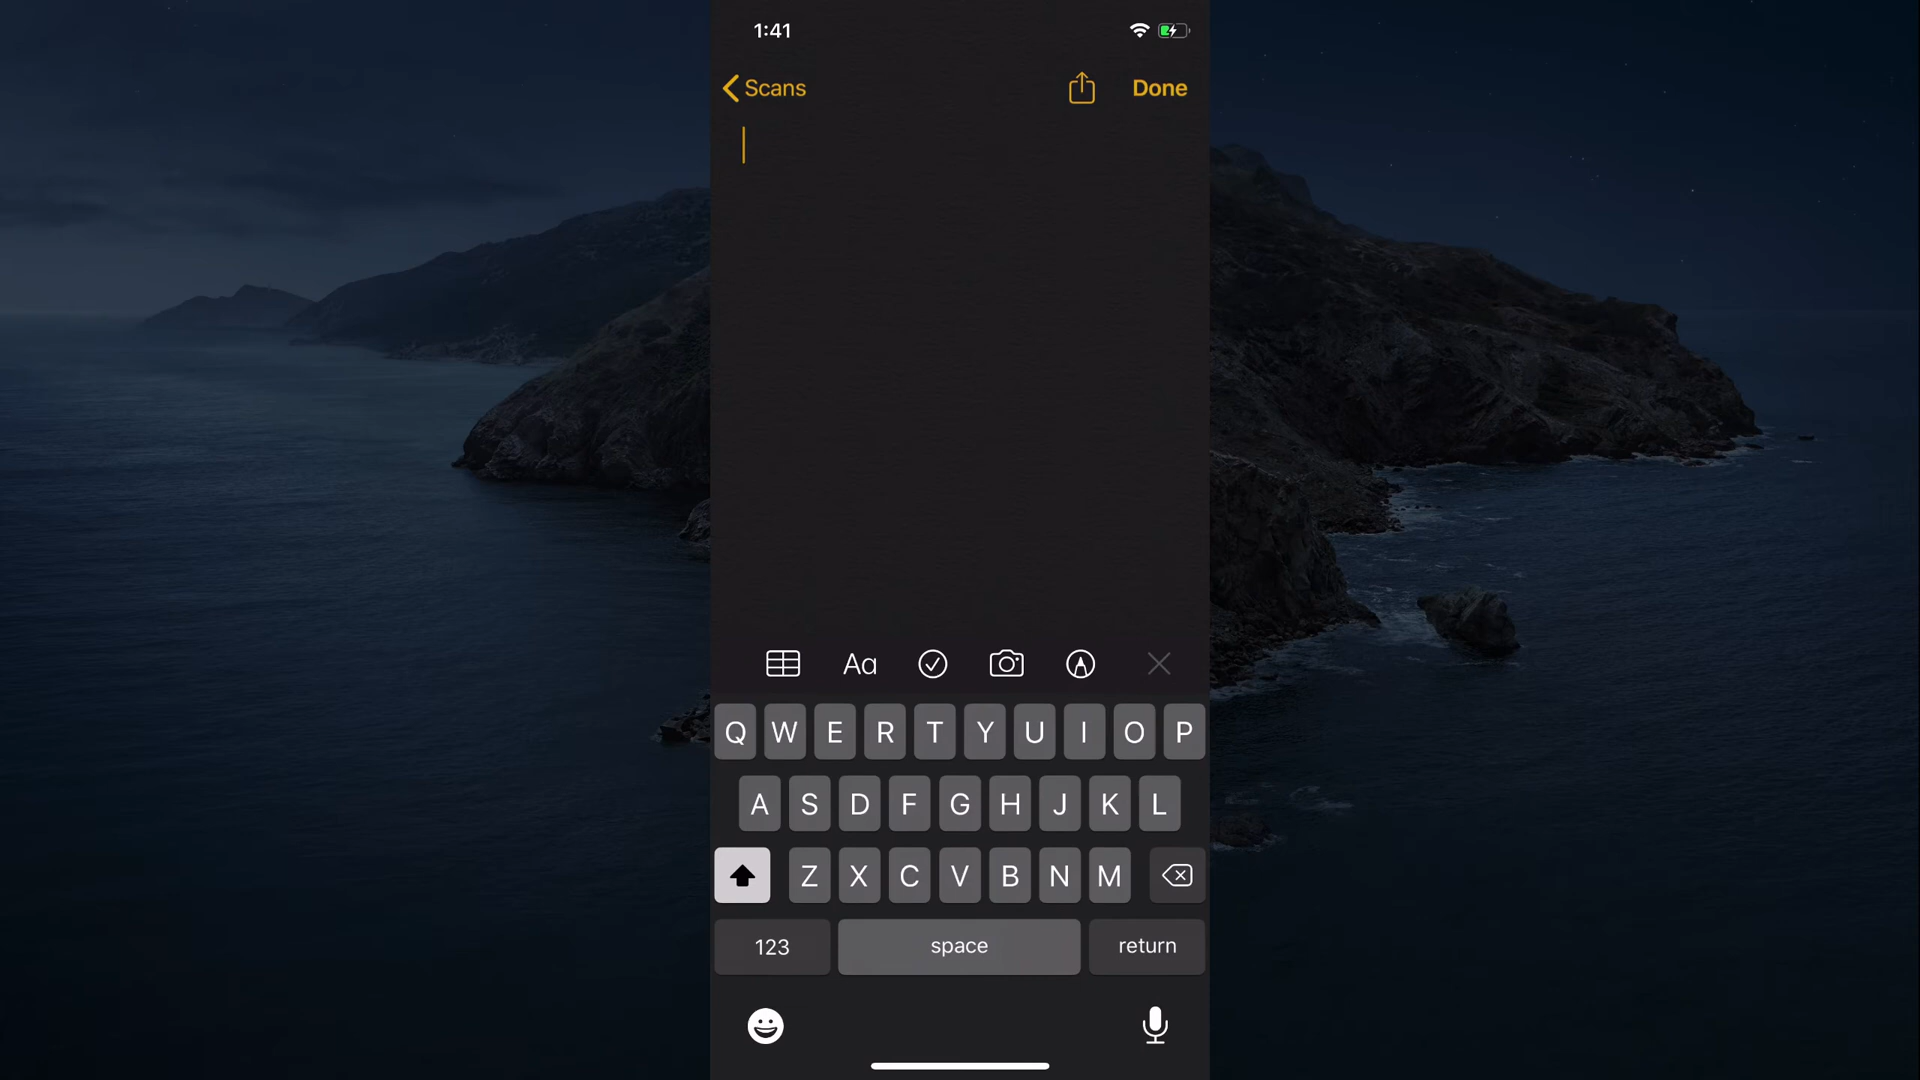 1:41
Scans Done
Aa
Q W E R T Y U I O P
A S D F G H J K L
Z X C V B N M
123 space return